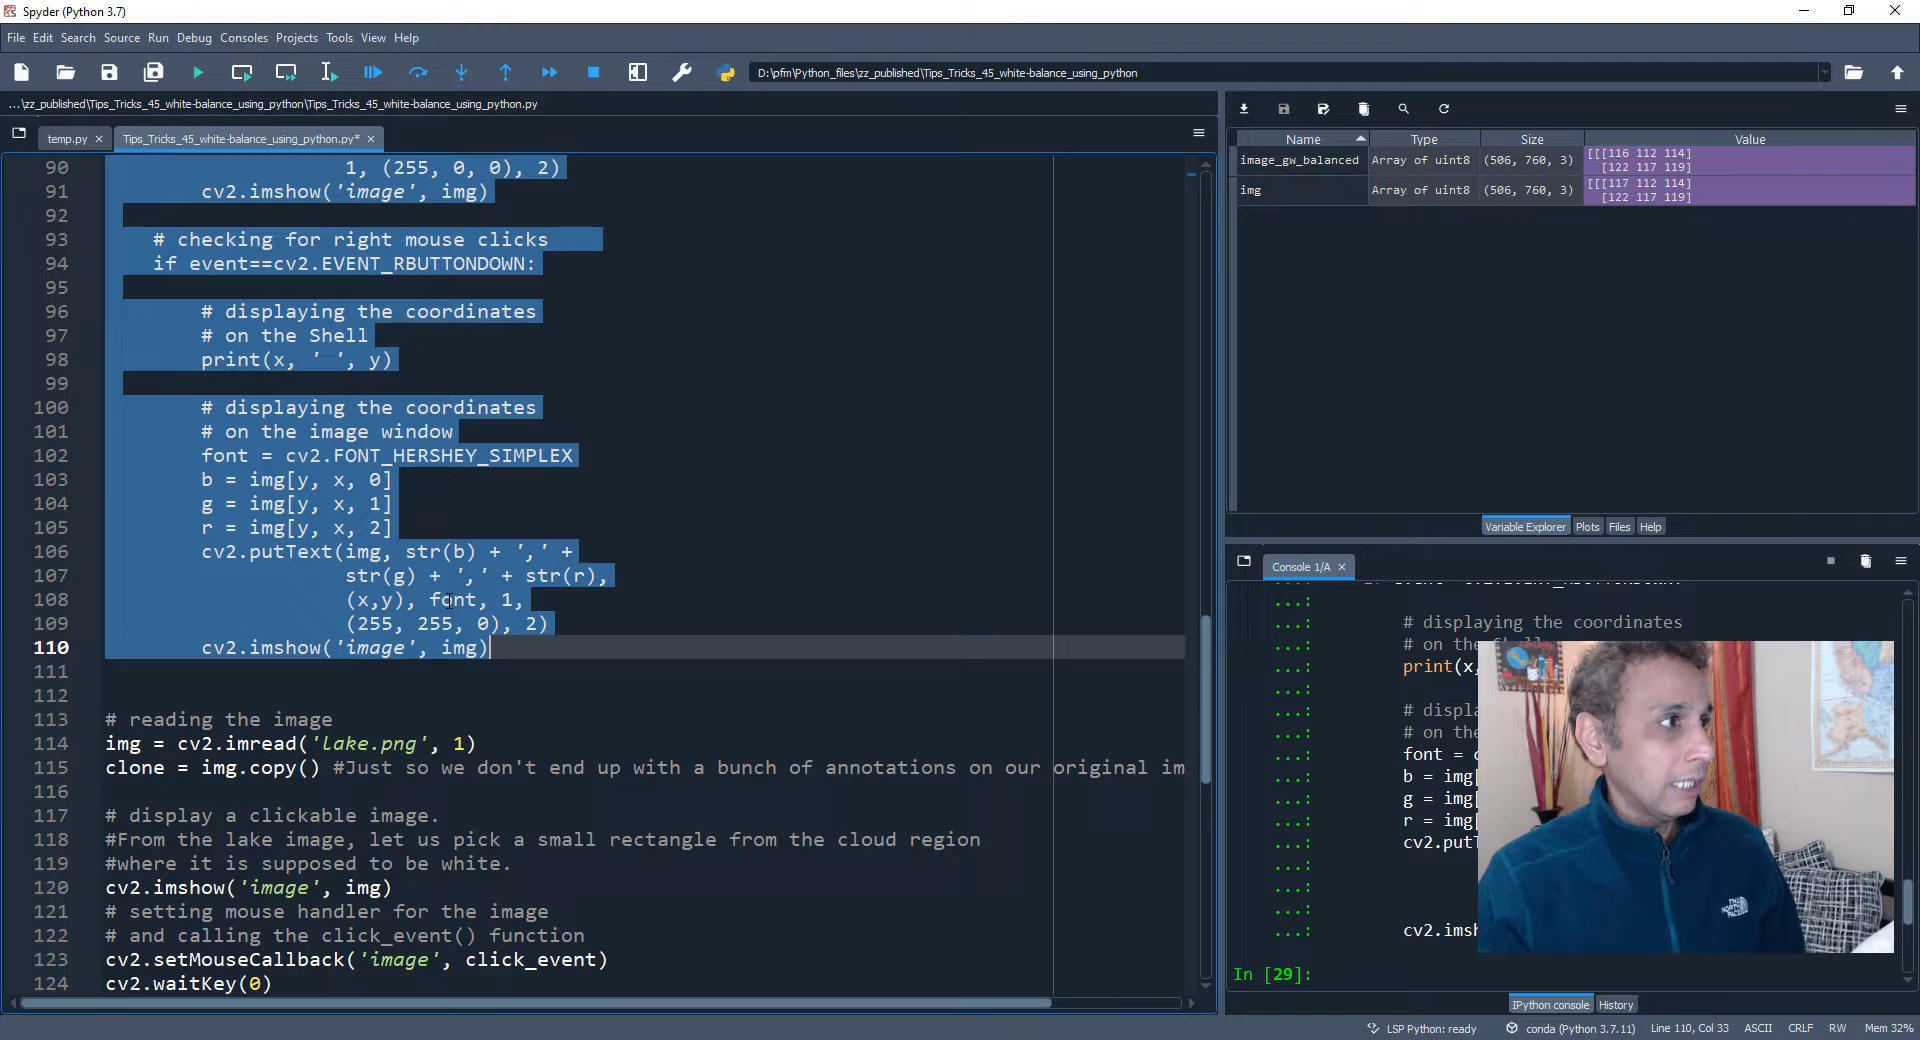 Spyder (Python 3.7)
File Edit Search Source Run Debug Consoles Projects Tools View Help
D:\pfm\Python_files\zz_published\Tips_Tricks_45_white-balance_using_python
...\zz_published\Tips_Tricks_45_white-balance_using_python\Tips_Tricks_45_white-balance_using_python.py
temp.py
Tips_Tricks_45_white-balance_using_python.py*
90 1, (255, 0, 0), 2)
91 cv2.imshow('image', img)
92
93 # checking for right mouse clicks
94 if event==cv2.EVENT_RBUTTONDOWN:
95
96 # displaying the coordinates
97 # on the Shell
98 print(x, ' ', y)
99
100 # displaying the coordinates
101 # on the image window
102 font = cv2.FONT_HERSHEY_SIMPLEX
103 b = img[y, x, 0]
104 g = img[y, x, 1]
105 r = img[y, x, 2]
106 cv2.putText(img, str(b) + ',' +
107 str(g) + ',' + str(r),
108 (x,y), font, 1,
109 (255, 255, 0), 2)
110 cv2.imshow('image', img)
111
112
113 # reading the image
114 img = cv2.imread('lake.png', 1)
115 clone = img.copy() #Just so we don't end up with a bunch of annotations on our original im
116
117 # display a clickable image.
118 #From the lake image, let us pick a small rectangle from the cloud region
119 #where it is supposed to be white.
120 cv2.imshow('image', img)
121 # setting mouse handler for the image
122 # and calling the click_event() function
123 cv2.setMouseCallback('image', click_event)
124 cv2.waitKey(0)
Name Type Size Value
image_gw_balanced Array of uint8 (506, 760, 3) [[[116 112 114]
[122 117 119]
img Array of uint8 (506, 760, 3) [[[117 112 114]
[122 117 119]
Variable Explorer Plots Files Help
Console 1/A
...:
...: # displaying the coordinates
...: # on the
...: print(x,
...:
...: # displa
...: # on the
...: font = c
...: b = img[
...: g = img[
...: r = img[
...: cv2.putT
...:
...:
...:
...: cv2.imsh
In [29]:
THE NORTH FACE
IPython console History
LSP Python: ready conda (Python 3.7.11) Line 110, Col 33 ASCII CRLF RW Mem 32%